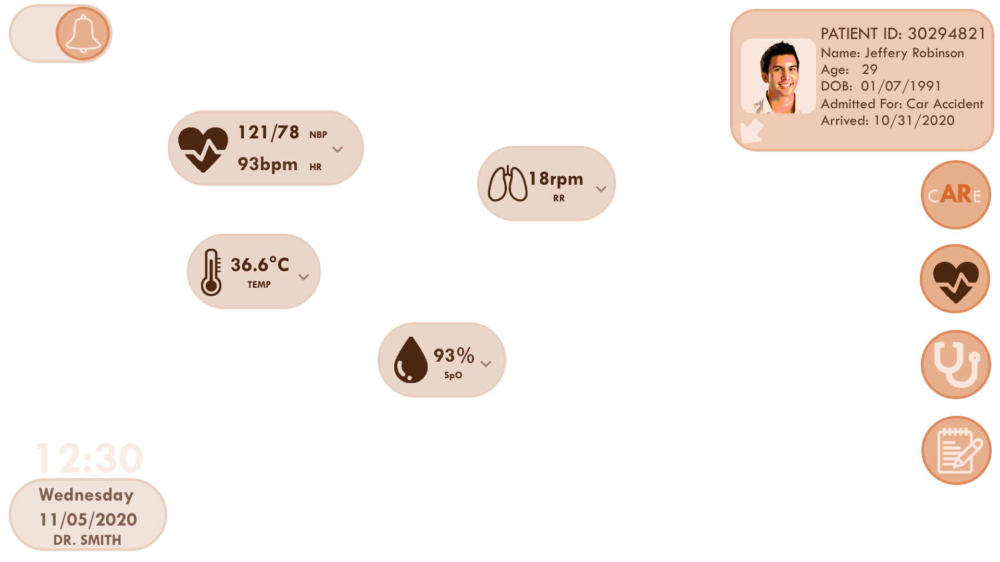 PATIENT ID: 30294821
Name: Jeffery Robinson
Age: 29
DOB: 01/07/1991
Admitted For: Car Accident
Arrived: 10/31/2020
121/78 NBP
93bpm HR
18rpm
RR
CARE
36.6°C
TEMP
93%
SpO
12:30
Wednesday
11/05/2020
DR. SMITH